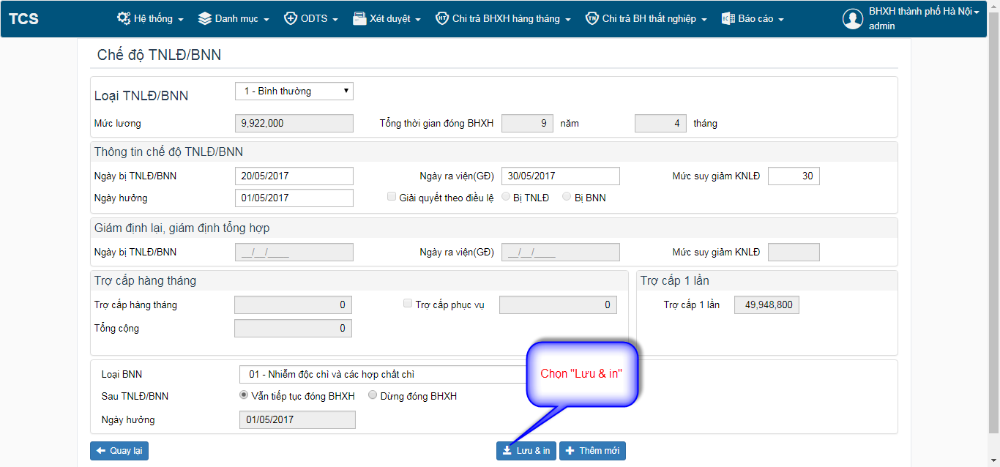 TCS Hệ thống Danh mục ODTS Xét duyệt Chi trả BHXH hàng tháng Chi trả BH thất nghiệp Báo cáo BHXH thành phố Hà Nội
admin
Chế độ TNLĐ/BNN
Loại TNLĐ/BNN 1 - Bình thường
Mức lương 9,922,000 Tổng thời gian đóng BHXH 9 năm 4 tháng
Thông tin chế độ TNLĐ/BNN
Ngày bị TNLĐ/BNN 20/05/2017 Ngày ra viện(GĐ) 30/05/2017 Mức suy giảm KNLĐ 30
Ngày hưởng 01/05/2017 Giải quyết theo điều lệ Bị TNLĐ Bị BNN
Giám định lại, giám định tổng hợp
Ngày bị TNLĐ/BNN __/__/____ Ngày ra viện(GĐ) __/__/____ Mức suy giảm KNLĐ
Trợ cấp hàng tháng Trợ cấp 1 lần
Trợ cấp hàng tháng 0 Trợ cấp phục vụ 0 Trợ cấp 1 lần 49,948,800
Tổng cộng 0
Loại BNN 01 - Nhiễm độc chì và các hợp chất chì Chọn "Lưu & in"
Sau TNLĐ/BNN Vẫn tiếp tục đóng BHXH Dừng đóng BHXH
Ngày hưởng 01/05/2017
Quay lại Lưu & in Thêm mới